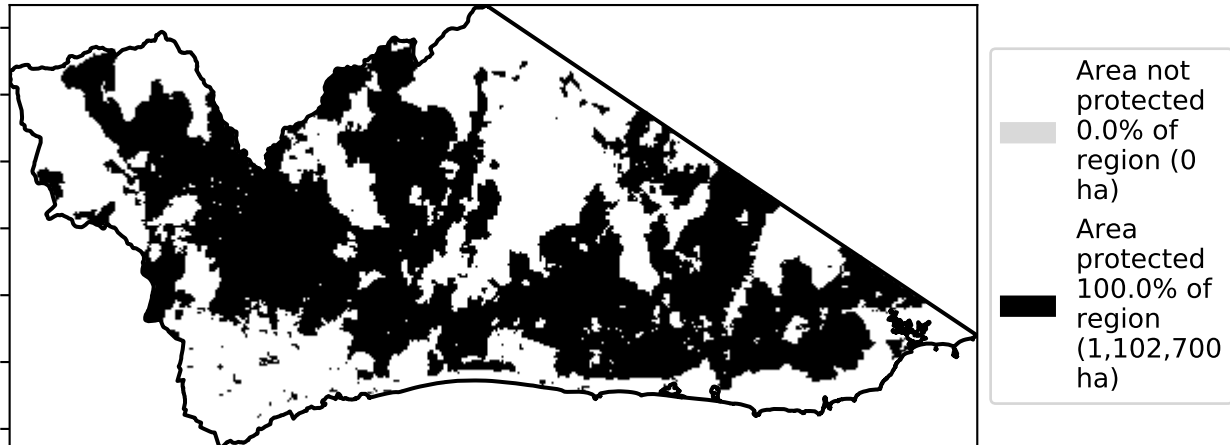 Area not
protected
0.0% of
region (0
ha)
Area
protected
100.0% of
region
(1,102,700
ha)